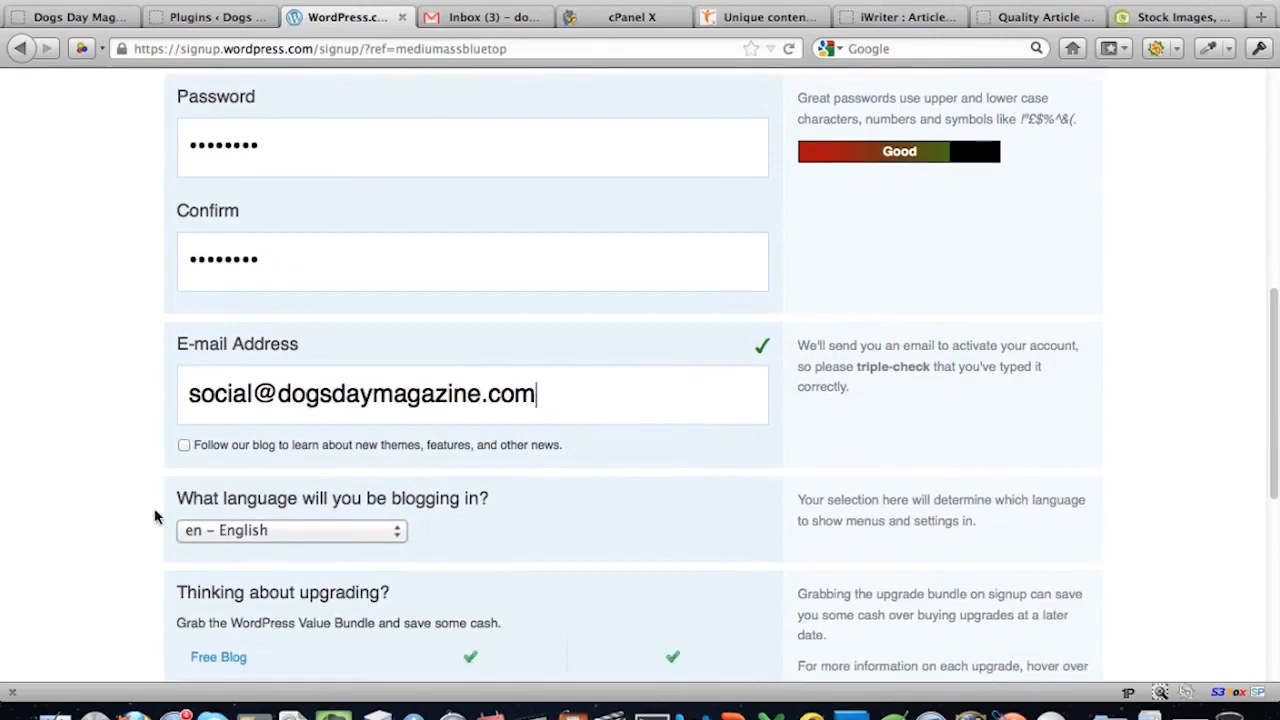 Dogs Day Mag...
Plugins ‹ Dogs ...
WordPress.c...
Inbox (3) – do...
cPanel X
Unique conten...
iWriter : Article...
Quality Article ...
Stock Images, ...
https://signup.wordpress.com/signup/?ref=mediumassbluetop
Google
Password
••••••••
Great passwords use upper and lower case
characters, numbers and symbols like !"£$%^&(.
Good
Confirm
••••••••
E-mail Address
social@dogsdaymagazine.com
We'll send you an email to activate your account,
so please triple-check that you've typed it
correctly.
Follow our blog to learn about new themes, features, and other news.
What language will you be blogging in?
en – English
Your selection here will determine which language
to show menus and settings in.
Thinking about upgrading?
Grab the WordPress Value Bundle and save some cash.
Free Blog
Grabbing the upgrade bundle on signup can save
you some cash over buying upgrades at a later
date.
For more information on each upgrade, hover over
1P
S3Fox
SP